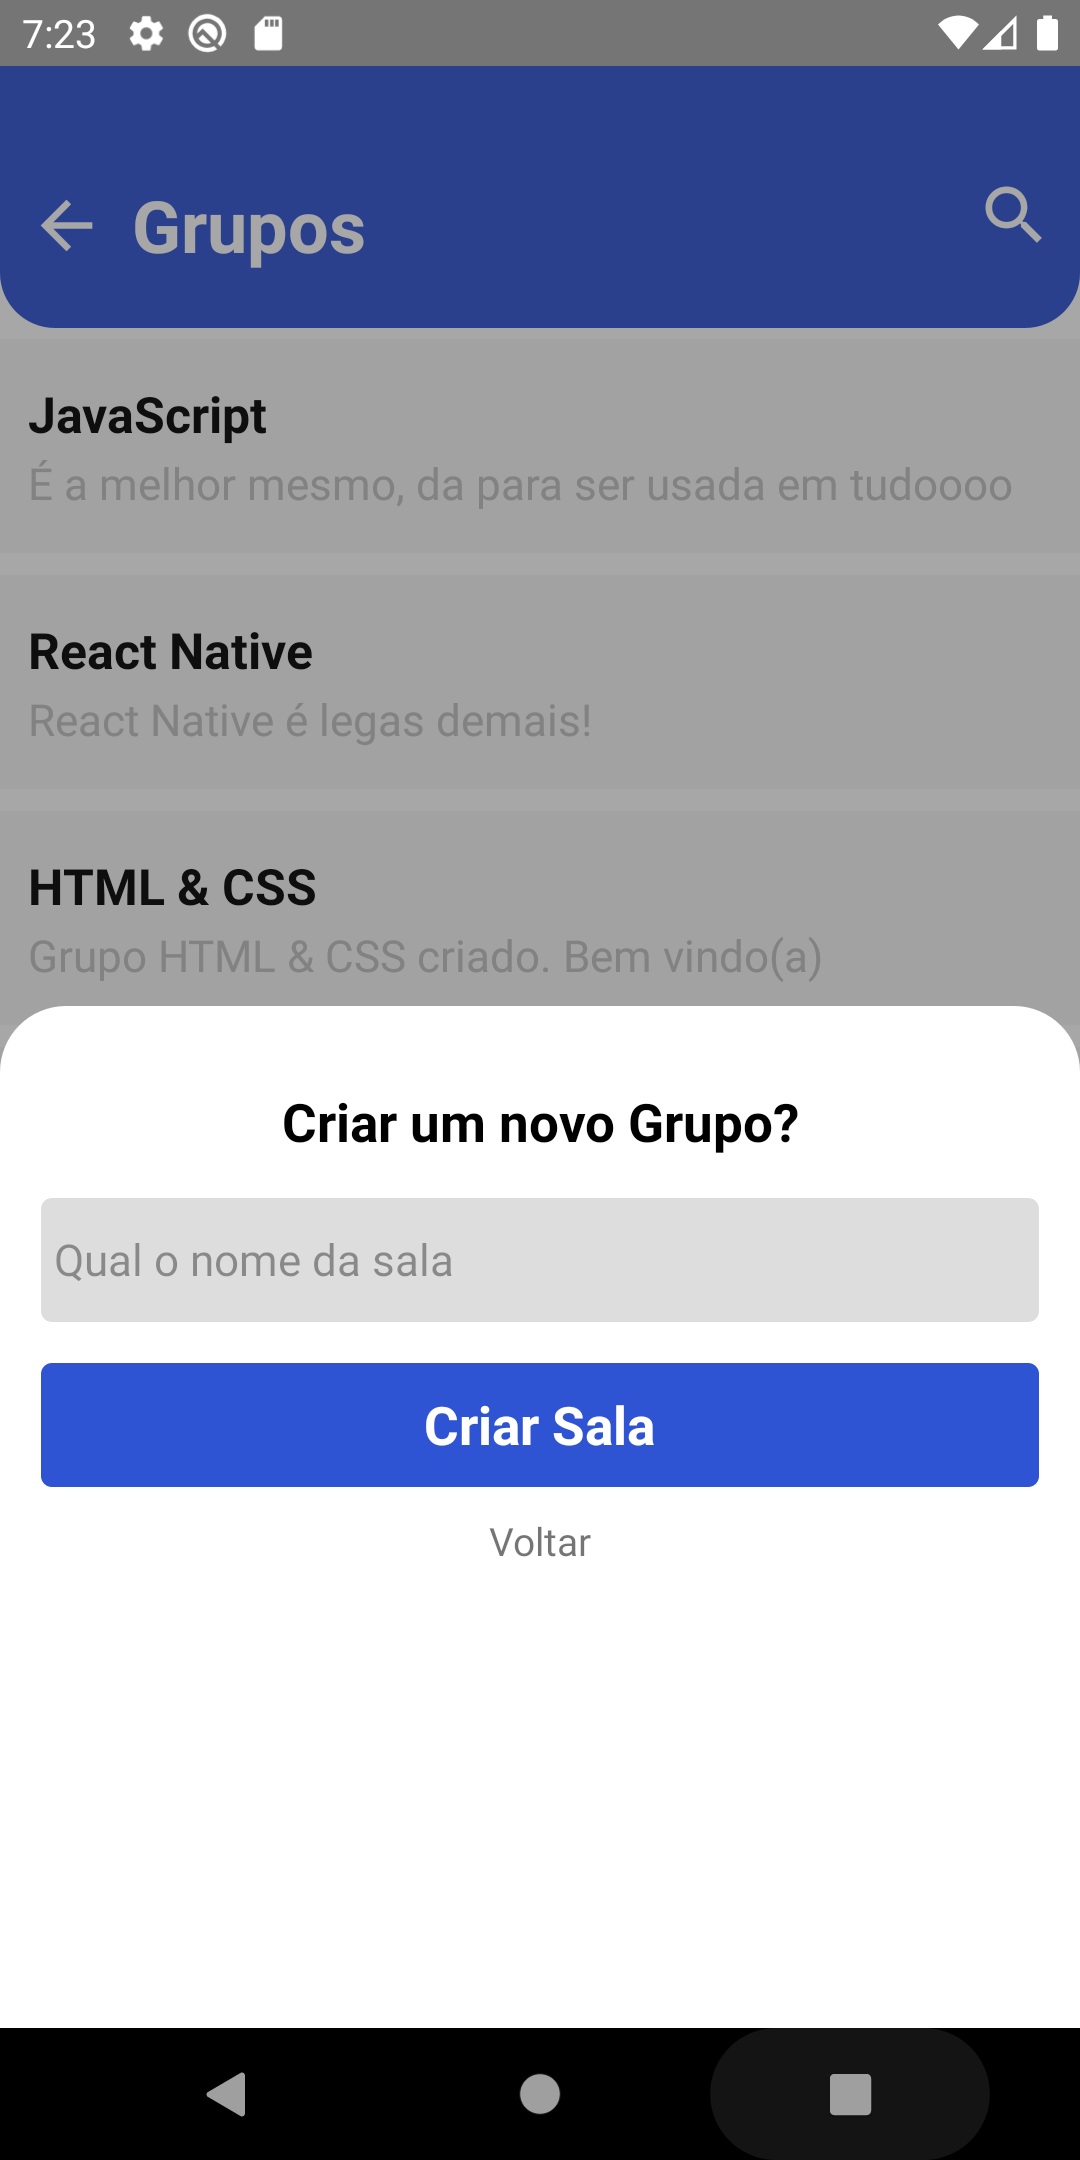 7:23
Grupos
JavaScript
É a melhor mesmo, da para ser usada em tudoooo
React Native
React Native é legas demais!
HTML & CSS
Grupo HTML & CSS criado. Bem vindo(a)
Criar um novo Grupo?
Qual o nome da sala
Criar Sala
Voltar